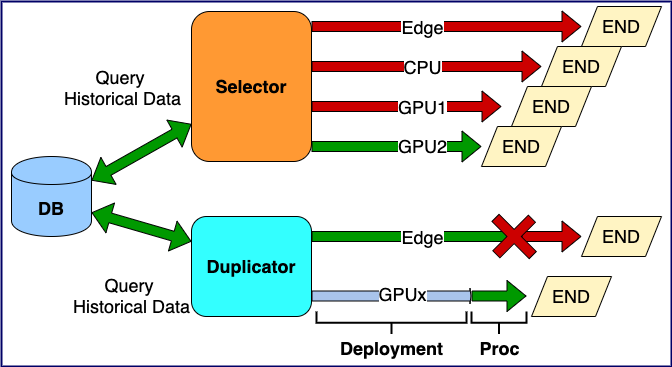 Edge
END
CPU
END
Query
Historical Data
Selector
GPU1
END
GPU2
END
DB
Edge
END
Duplicator
Query
Historical Data
GPUx
END
Deployment
Proc